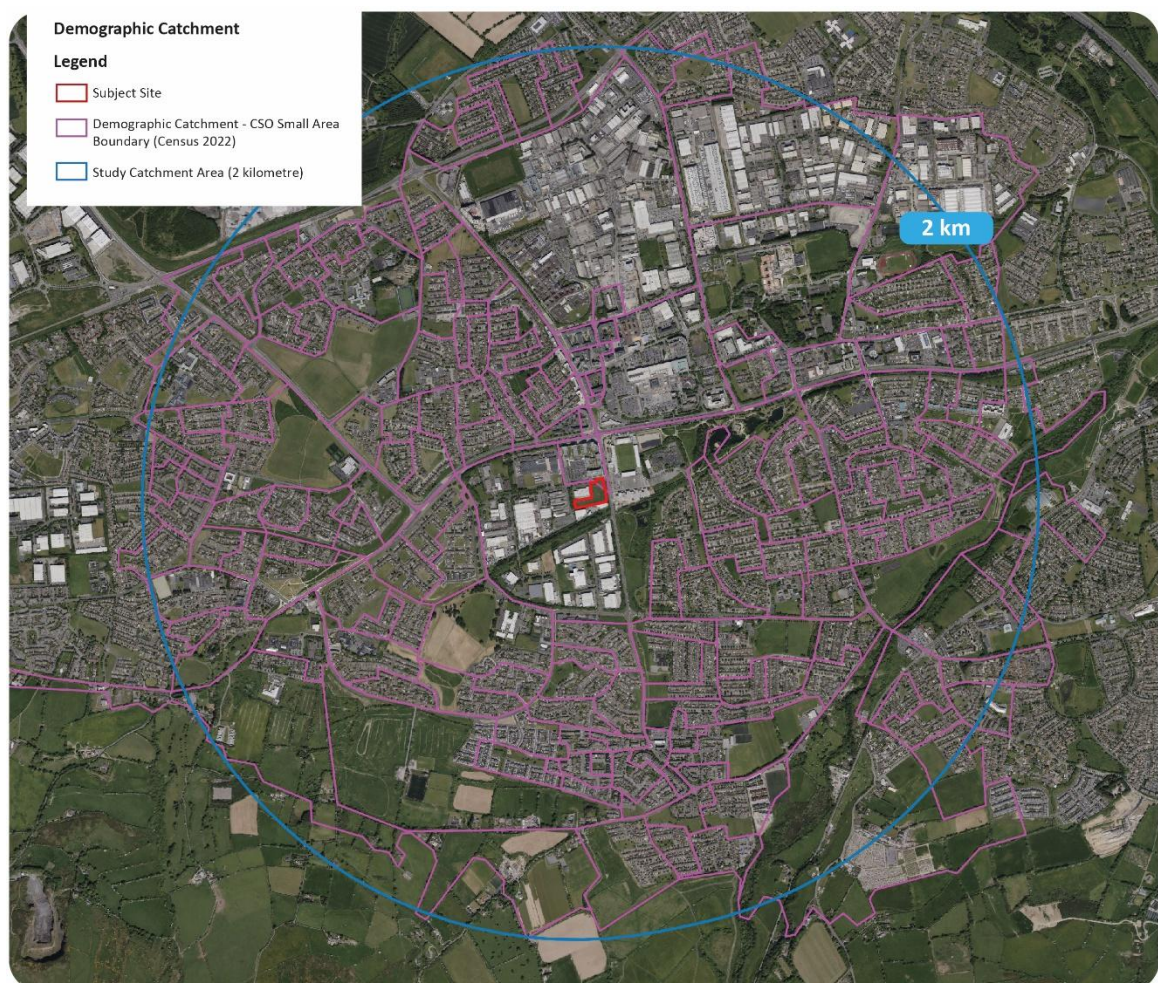 Demographic Catchment
Legend
Subject Site
Demographic Catchment - CSO Small Area
Boundary (Census 2022)
Study Catchment Area (2 kilometre)
2 km